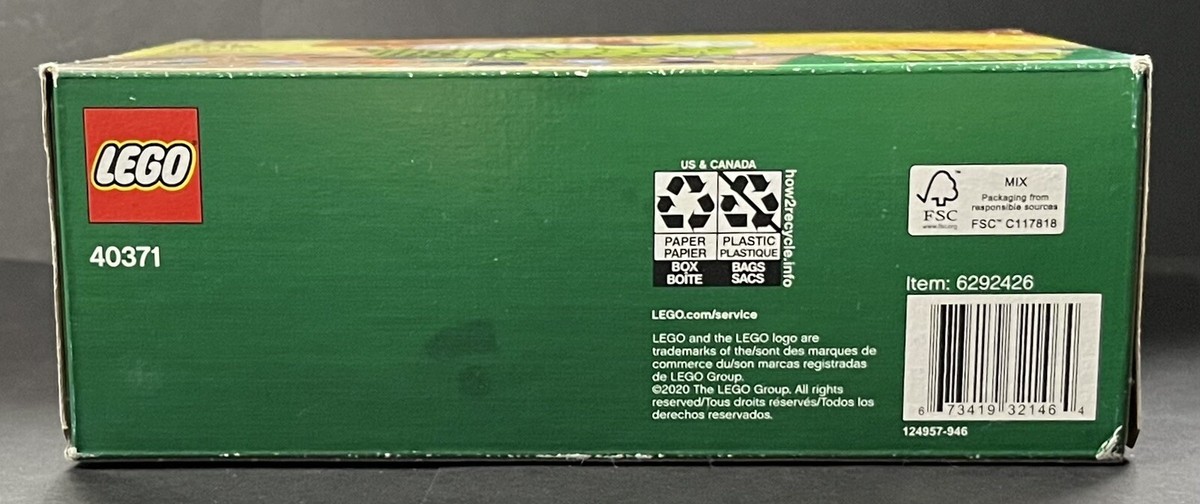 LEGO
40371
US & CANADA
how2recycle.info
PAPER
PAPIER
PLASTIC
PLASTIQUE
BOX
BOÎTE
BAGS
SACS
LEGO.com/service
LEGO and the LEGO logo are
trademarks of the/sont des marques de
commerce du/son marcas registradas
de LEGO Group.
©2020 The LEGO Group. All rights
reserved/Tous droits réservés/Todos los
derechos reservados.
FSC™
www.fsc.org
MIX
Packaging from
responsible sources
FSC™ C117818
Item: 6292426
6 73419 32146 4
124957-946